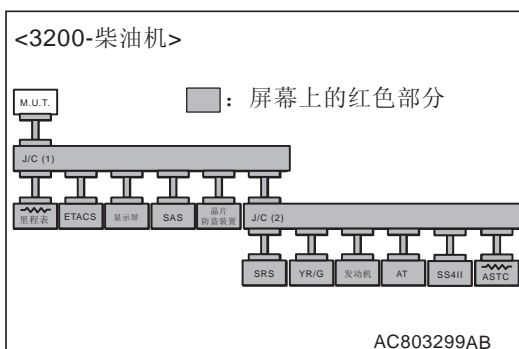 <3200-柴油机>
M.U.T.
：屏幕上的红色部分
J/C (1)
里程表
ETACS
显示屏
SAS
晶片
防盗装置
J/C (2)
SRS
YR/G
发动机
AT
SS4II
ASTC
AC803299AB